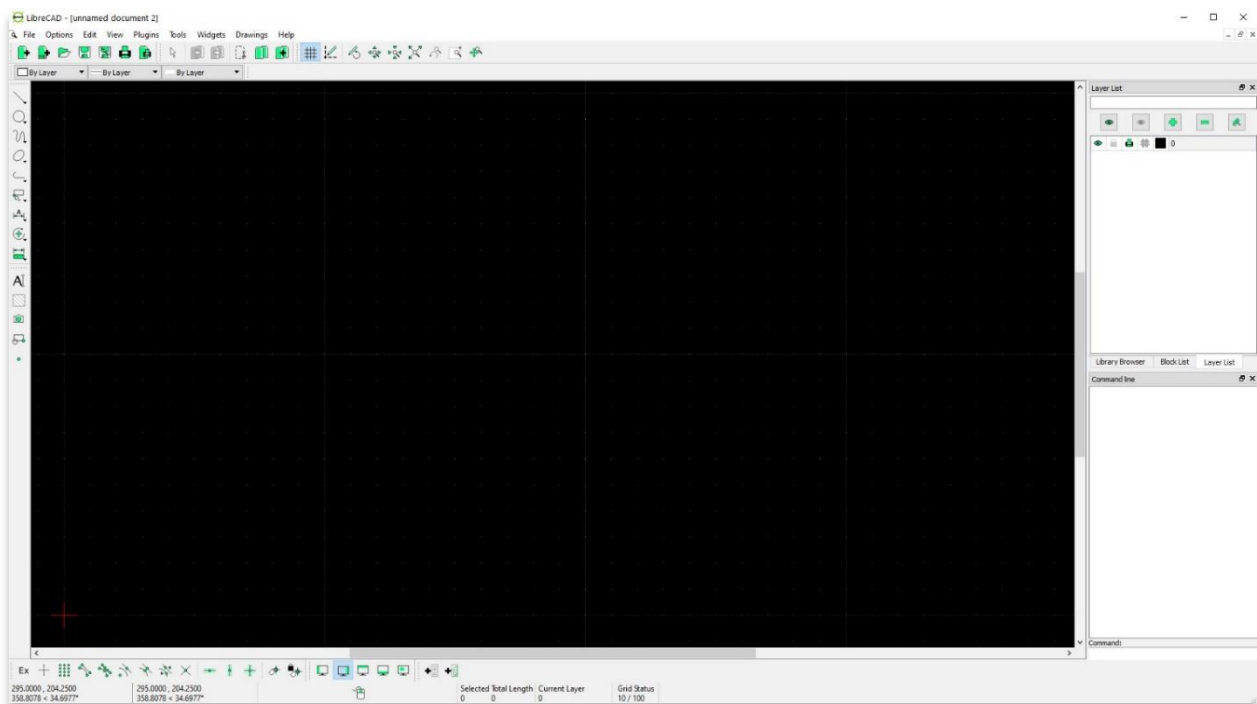 LibreCAD - [unnamed document 2]
File Options Edit View Plugins Tools Widgets Drawings Help
By Layer By Layer By Layer
Layer List
0
A
Library Browser Block List Layer List
Command line
Command:
Ex
295.0000 , 204.2500 295.0000 , 204.2500 Selected Total Length Current Layer Grid Status
358.8078 < 34.6977° 358.8078 < 34.6977° 0 0 0 10 / 100